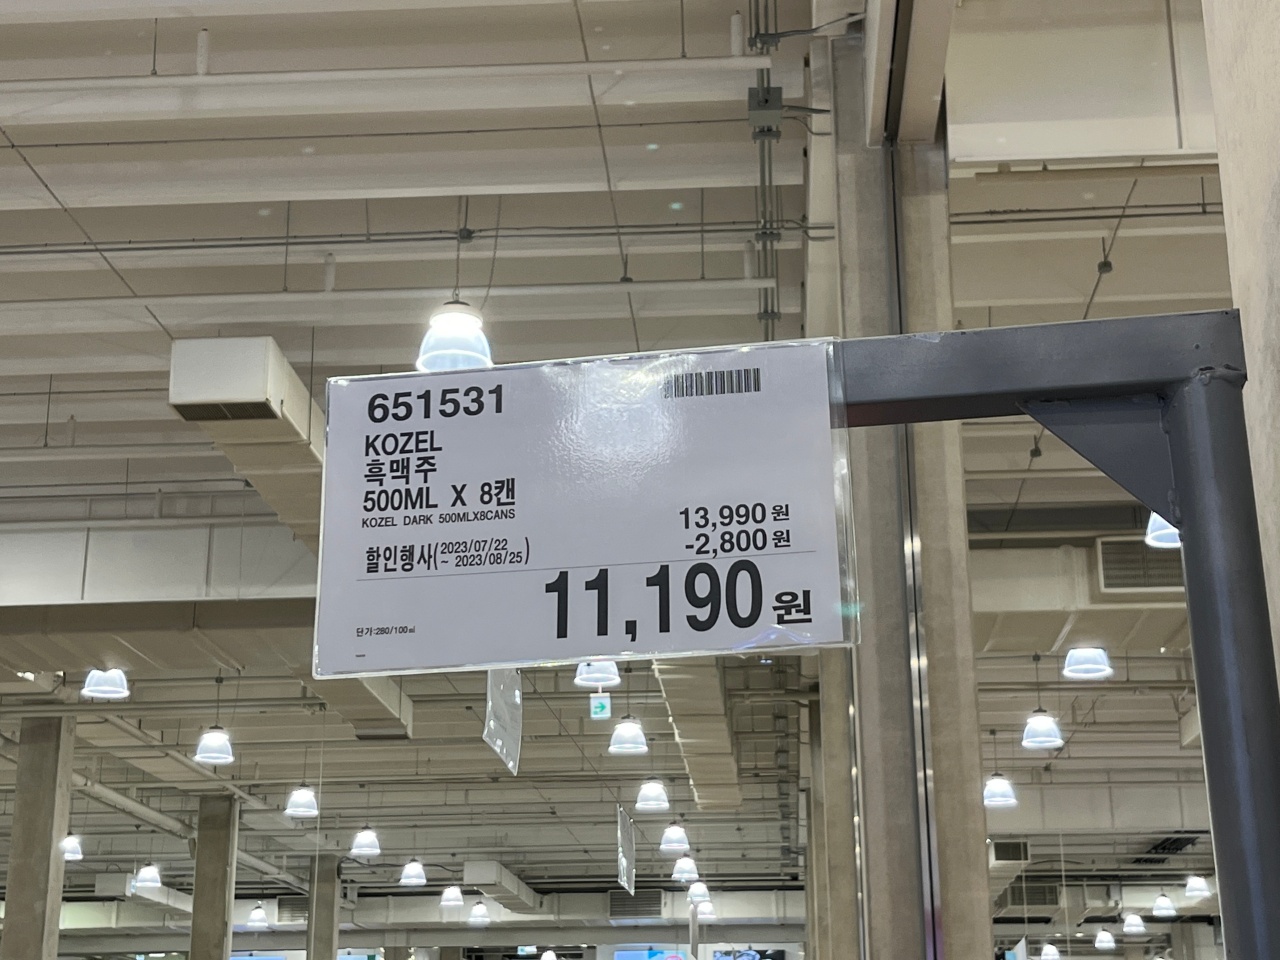 651531
KOZEL
흑맥주
500ML X 8캔
KOZEL DARK 500MLX8CANS
13,990 원
-2,800 원
할인행사(2023/07/22
~ 2023/08/25)
11,190 원
단가:280/100㎖